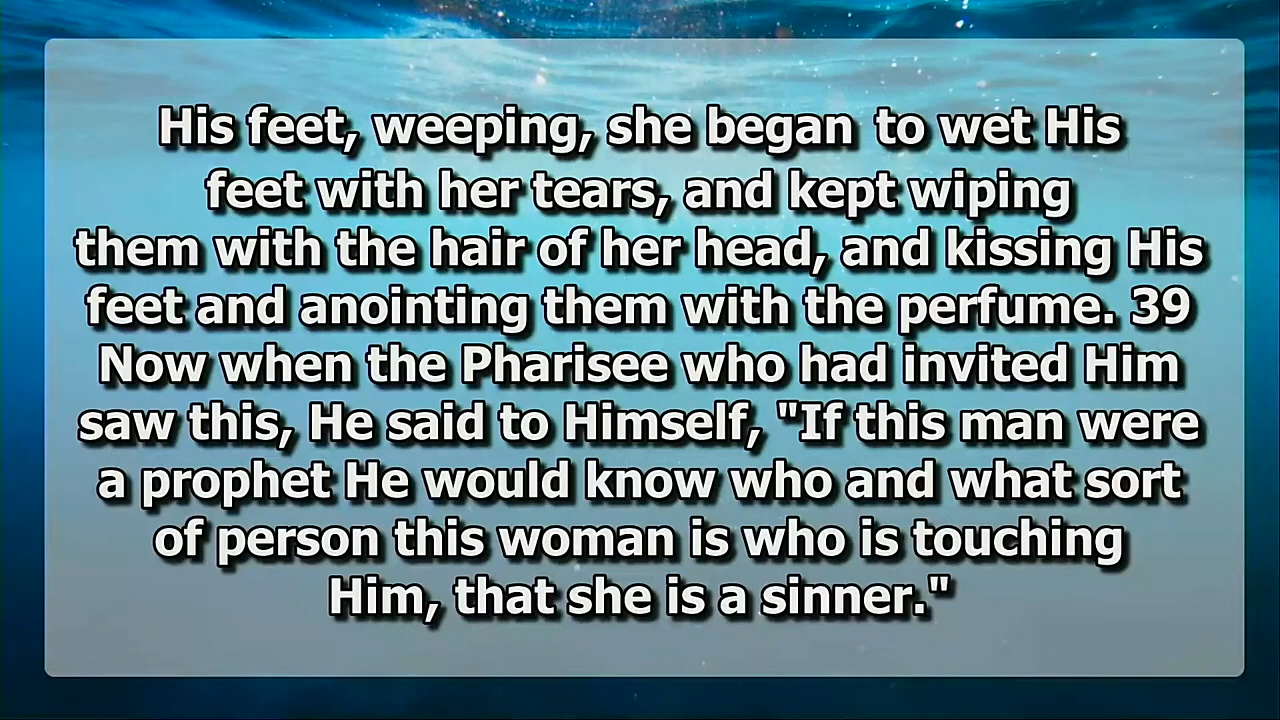 His feet, weeping, she began to wet His
feet with her tears, and kept wiping
them with the hair of her head, and kissing His
feet and anointing them with the perfume. 39
Now when the Pharisee who had invited Him
saw this, He said to Himself, "If this man were
a prophet He would know who and what sort
of person this woman is who is touching
Him, that she is a sinner."